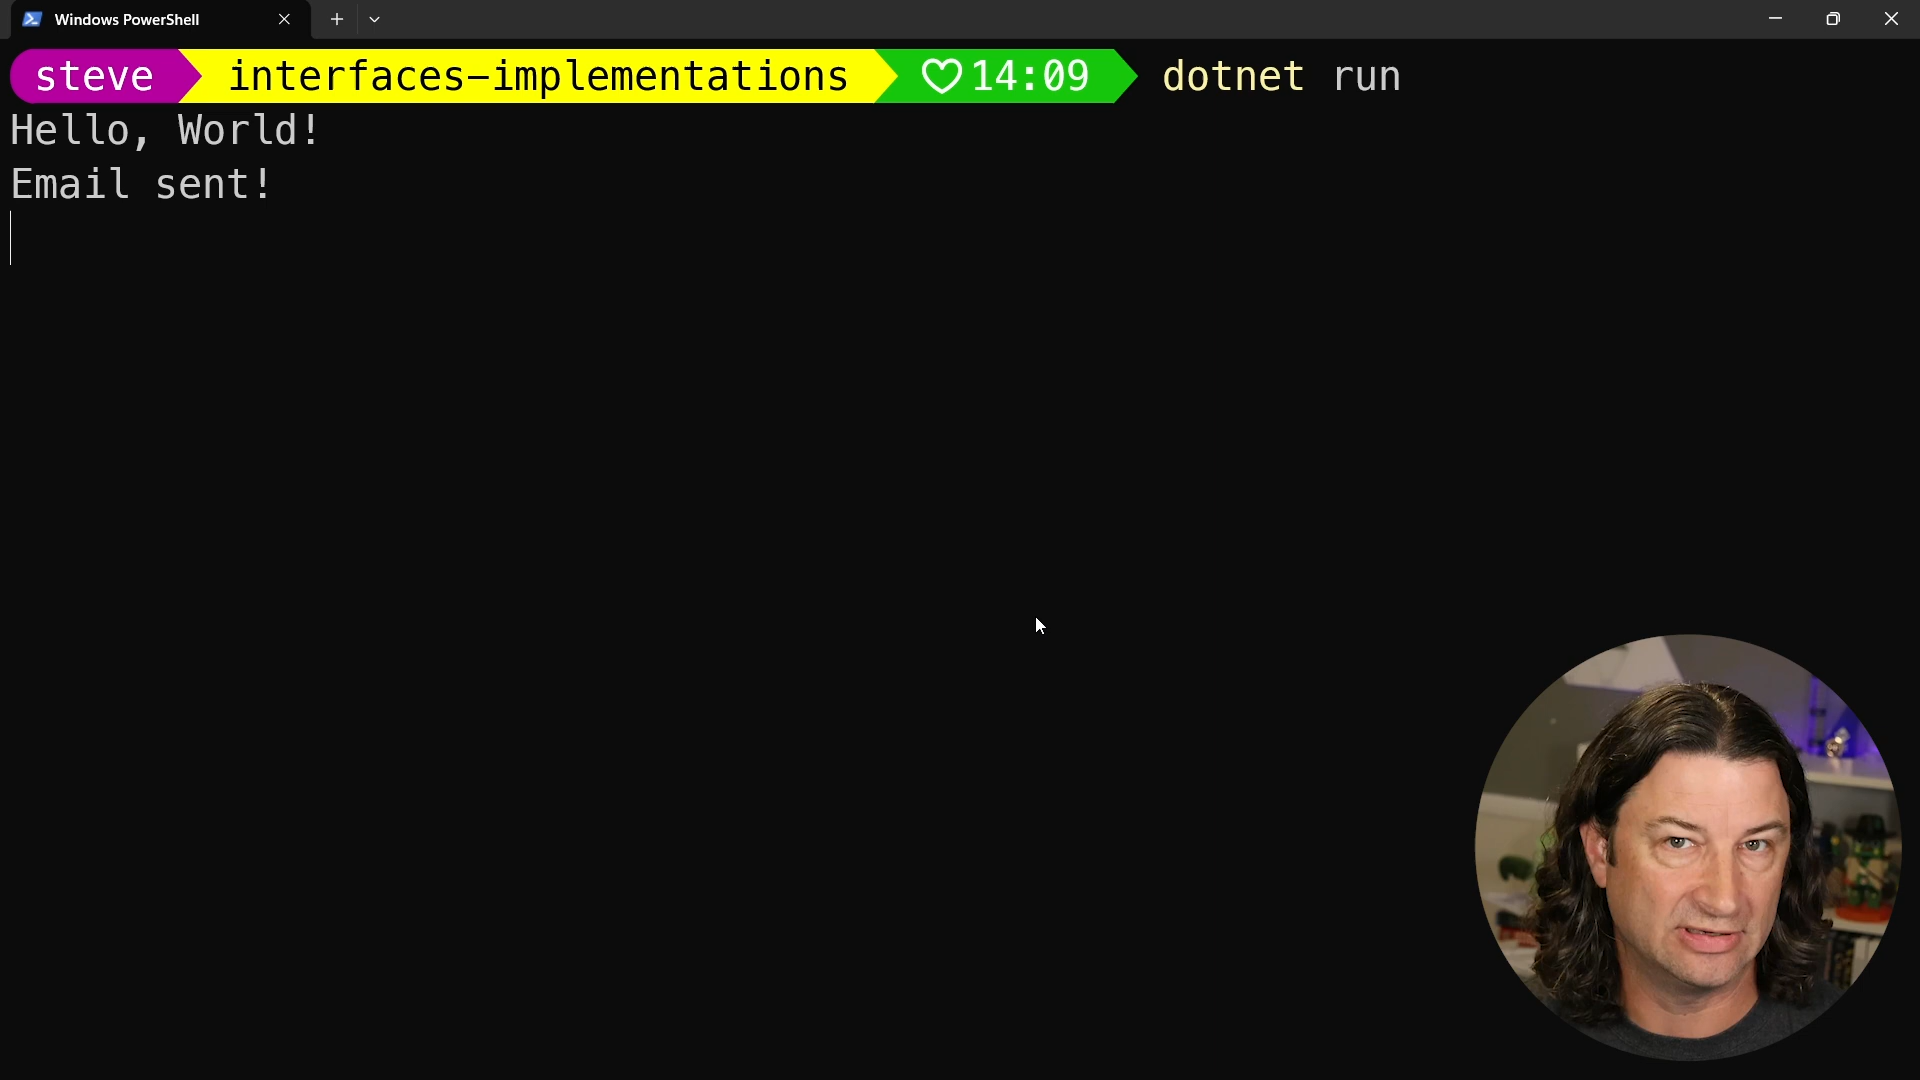 Windows PowerShell
steve interfaces-implementations ♡14:09 dotnet run
Hello, World!
Email sent!